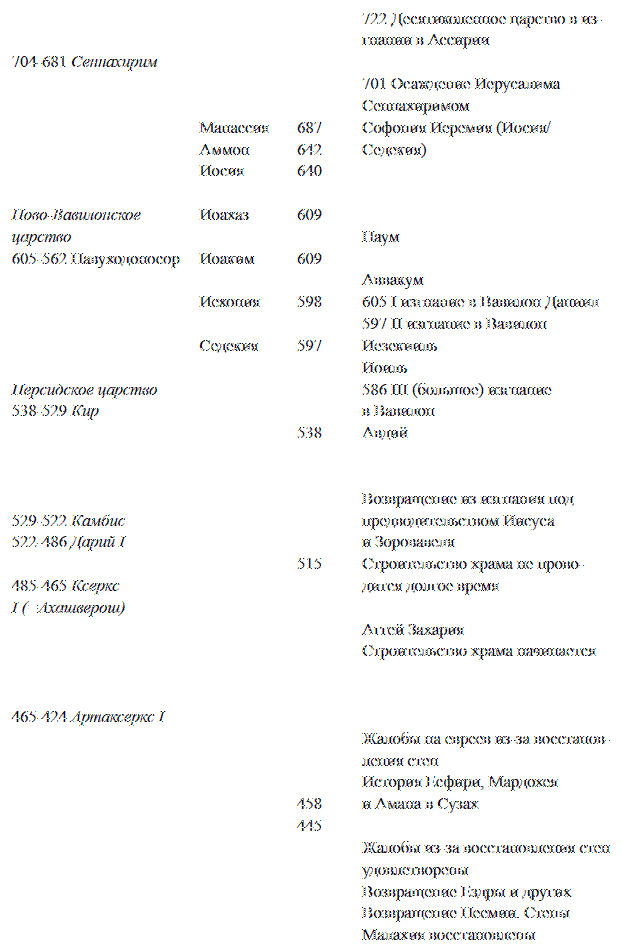 722 Десятиколенное царство в из-
гнании в Ассирии
704-681 Сеннахирим
701 Осаждение Иерусалима
Сеннахиримом
Манассия 687 Софония Иеремия (Иосия/
Аммон 642 Седекия)
Иосия 640
Ново-Вавилонское Иоахаз 609
царство Наум
605-562 Навуходоносор Иоаким 609
Аввакум
Иехония 598 605 I изгнание в Вавилон Даниил
597 II изгнание в Вавилон
Седекия 597 Иезекииль
Иоиль
Персидское царство 586 III (большое) изгнание
538-529 Кир в Вавилон
538 Авдий
Возвращение из изгнания под
529-522 Камбис предводительством Иисуса
522-486 Дарий I и Зоровавеля
515 Строительство храма не прово-
485-465 Ксеркс дится долгое время
I (=Ахашверош)
Аггей Захария
Строительство храма начинается
465-424 Артаксеркс I
Жалобы на евреев из-за восстанов-
ления стен
История Есфири, Мардохея
458 и Амана в Сузах
445
Жалобы из-за восстановления стен
удовлетворены
Возвращение Ездры и других
Возвращение Неемии. Стены
Малахия восстановлены